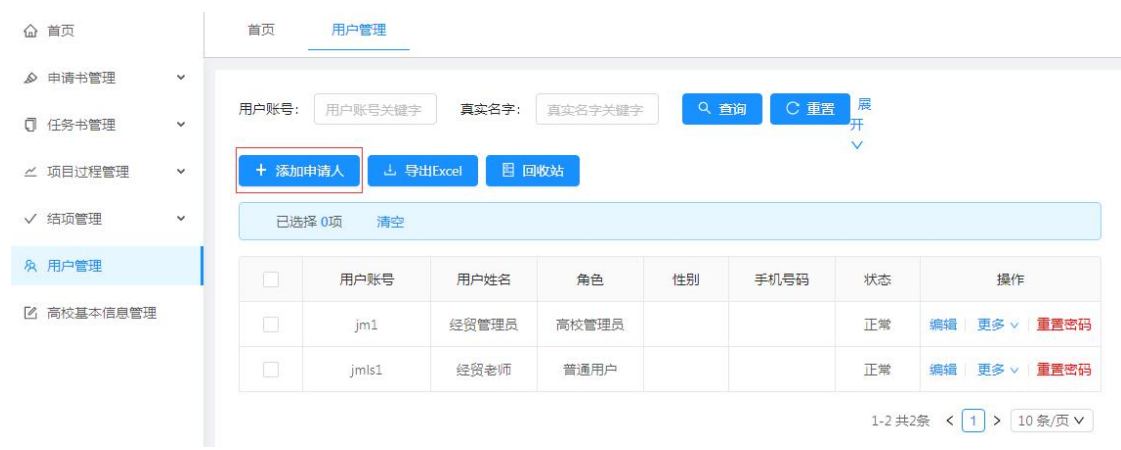 首页
申请书管理
任务书管理
项目过程管理
结项管理
用户管理
高校基本信息管理
首页 用户管理
用户账号： 用户账号关键字 真实名字： 真实名字关键字 查询 重置 展开
添加申请人 导出Excel 回收站
已选择 0项 清空
用户账号 用户姓名 角色 性别 手机号码 状态 操作
jm1 经贸管理员 高校管理员 正常 编辑 更多 重置密码
jmls1 经贸老师 普通用户 正常 编辑 更多 重置密码
1-2 共2条 < 1 > 10 条/页